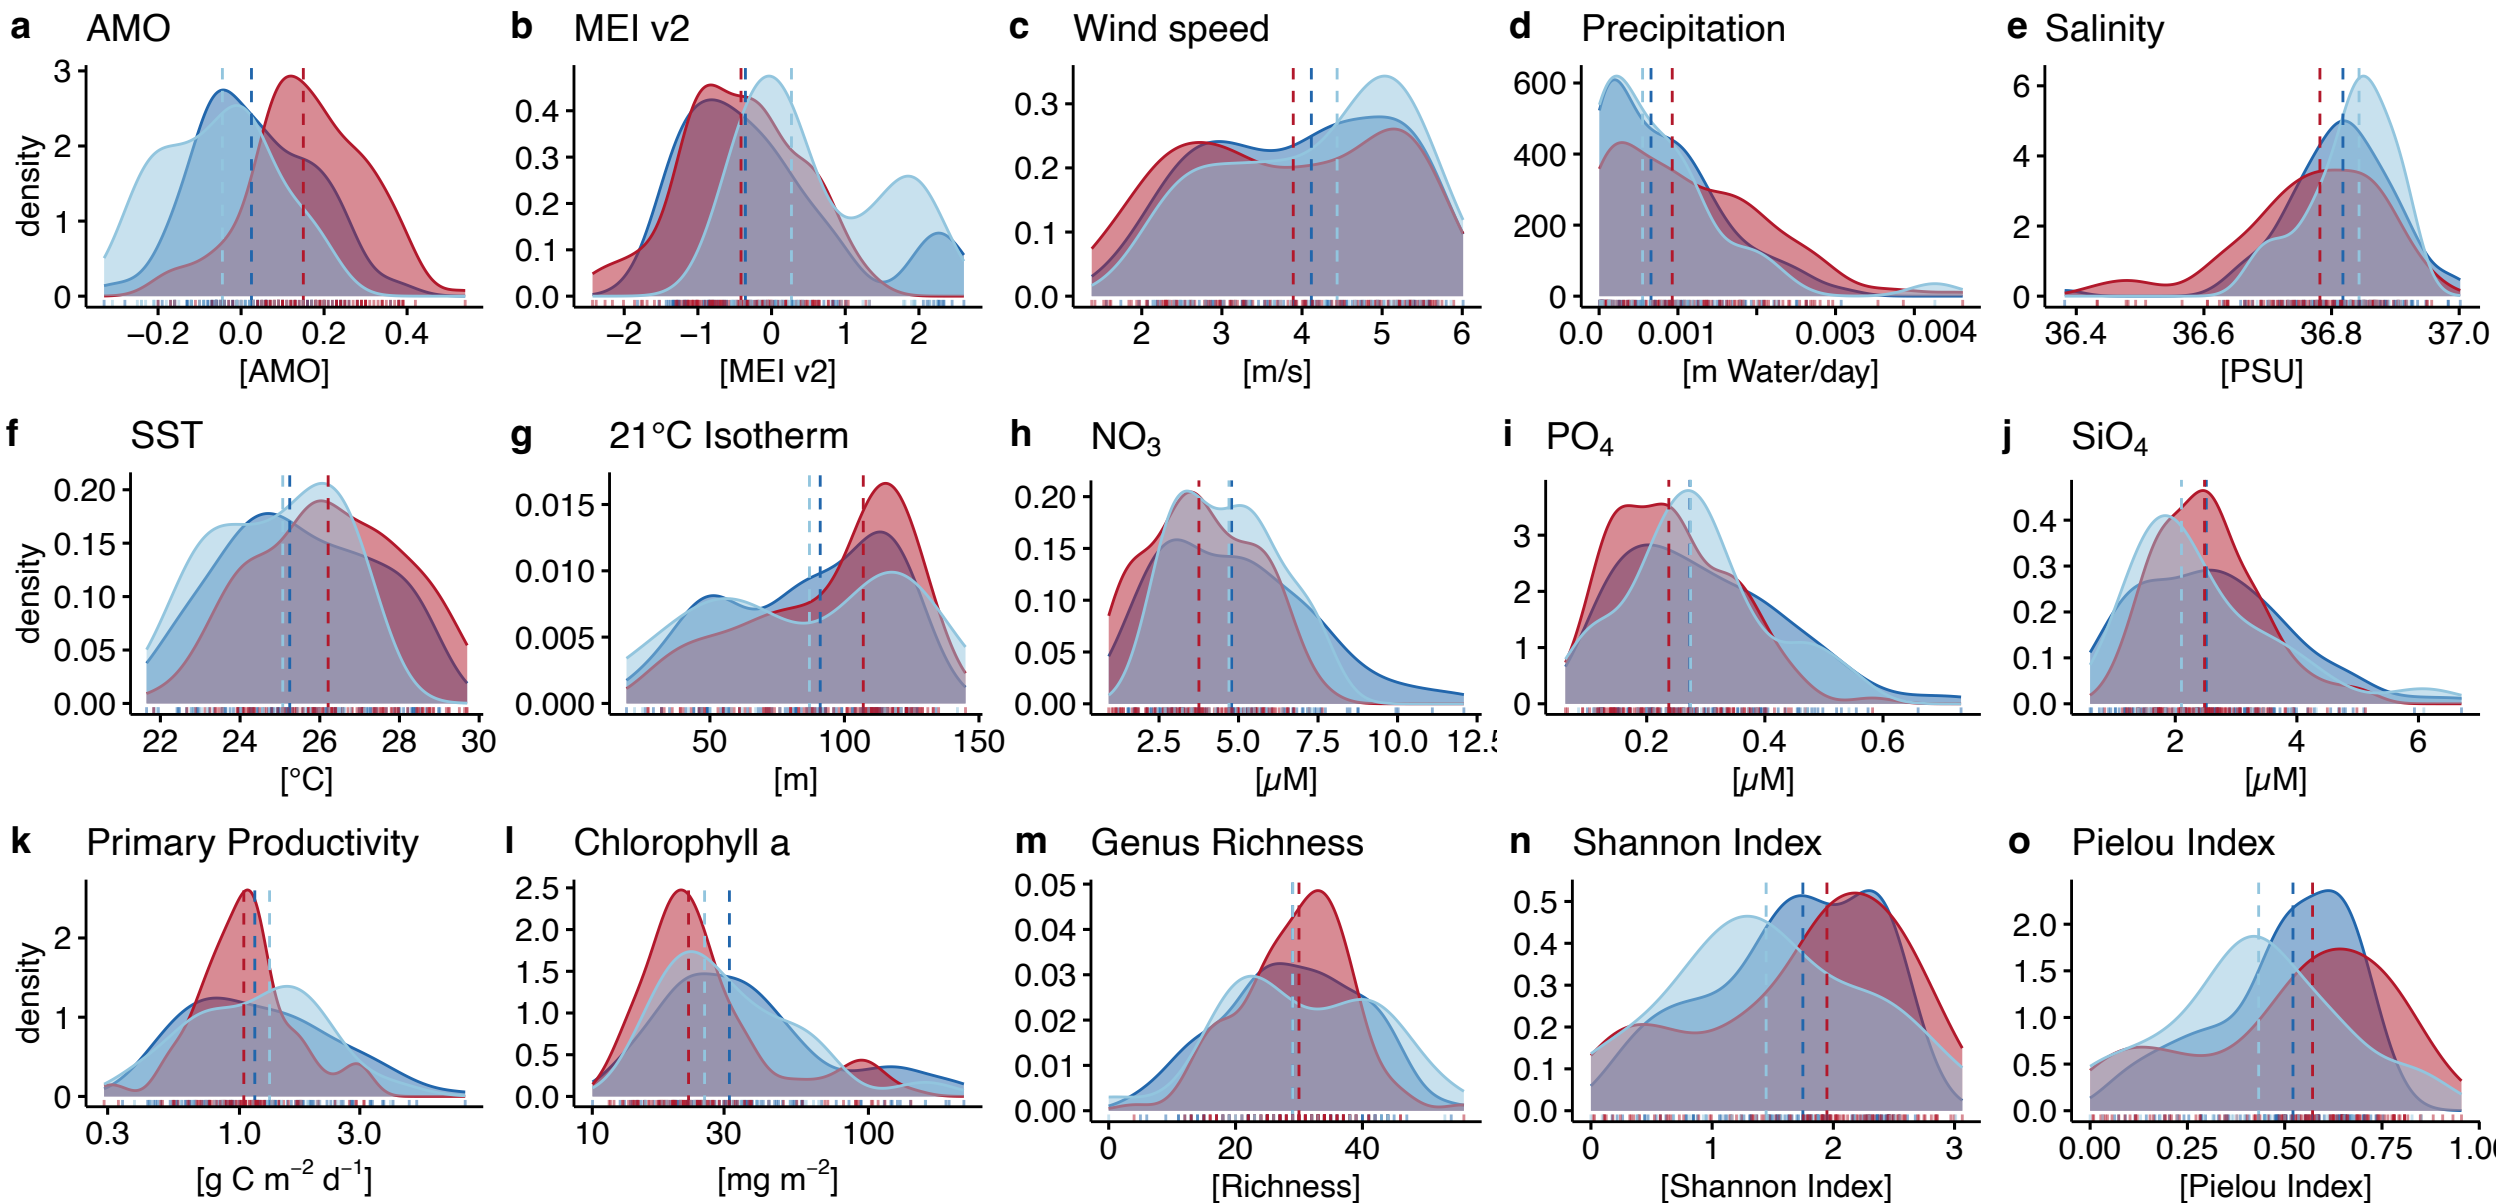 a AMO
b MEI v2
c Wind speed
d Precipitation
e Salinity
density
3
2
1
0
−0.2 0.0 0.2 0.4
[AMO]
0.4
0.3
0.2
0.1
0.0
−2 −1 0 1 2
[MEI v2]
0.3
0.2
0.1
0.0
2 3 4 5 6
[m/s]
600
400
200
0
0.0 0.001 0.003 0.004
[m Water/day]
6
4
2
0
36.4 36.6 36.8 37.0
[PSU]
f SST
g 21°C Isotherm
h NO₃
i PO₄
j SiO₄
density
0.20
0.15
0.10
0.05
0.00
22 24 26 28 30
[°C]
0.015
0.010
0.005
0.000
50 100 150
[m]
0.20
0.15
0.10
0.05
0.00
2.5 5.0 7.5 10.0 12.5
[µM]
3
2
1
0
0.2 0.4 0.6
[µM]
0.4
0.3
0.2
0.1
0.0
2 4 6
[µM]
k Primary Productivity
l Chlorophyll a
m Genus Richness
n Shannon Index
o Pielou Index
density
2
1
0
0.3 1.0 3.0
[g C m⁻² d⁻¹]
2.5
2.0
1.5
1.0
0.5
0.0
10 30 100
[mg m⁻²]
0.05
0.04
0.03
0.02
0.01
0.00
0 20 40
[Richness]
0.5
0.4
0.3
0.2
0.1
0.0
0 1 2 3
[Shannon Index]
2.0
1.5
1.0
0.5
0.0
0.00 0.25 0.50 0.75 1.00
[Pielou Index]